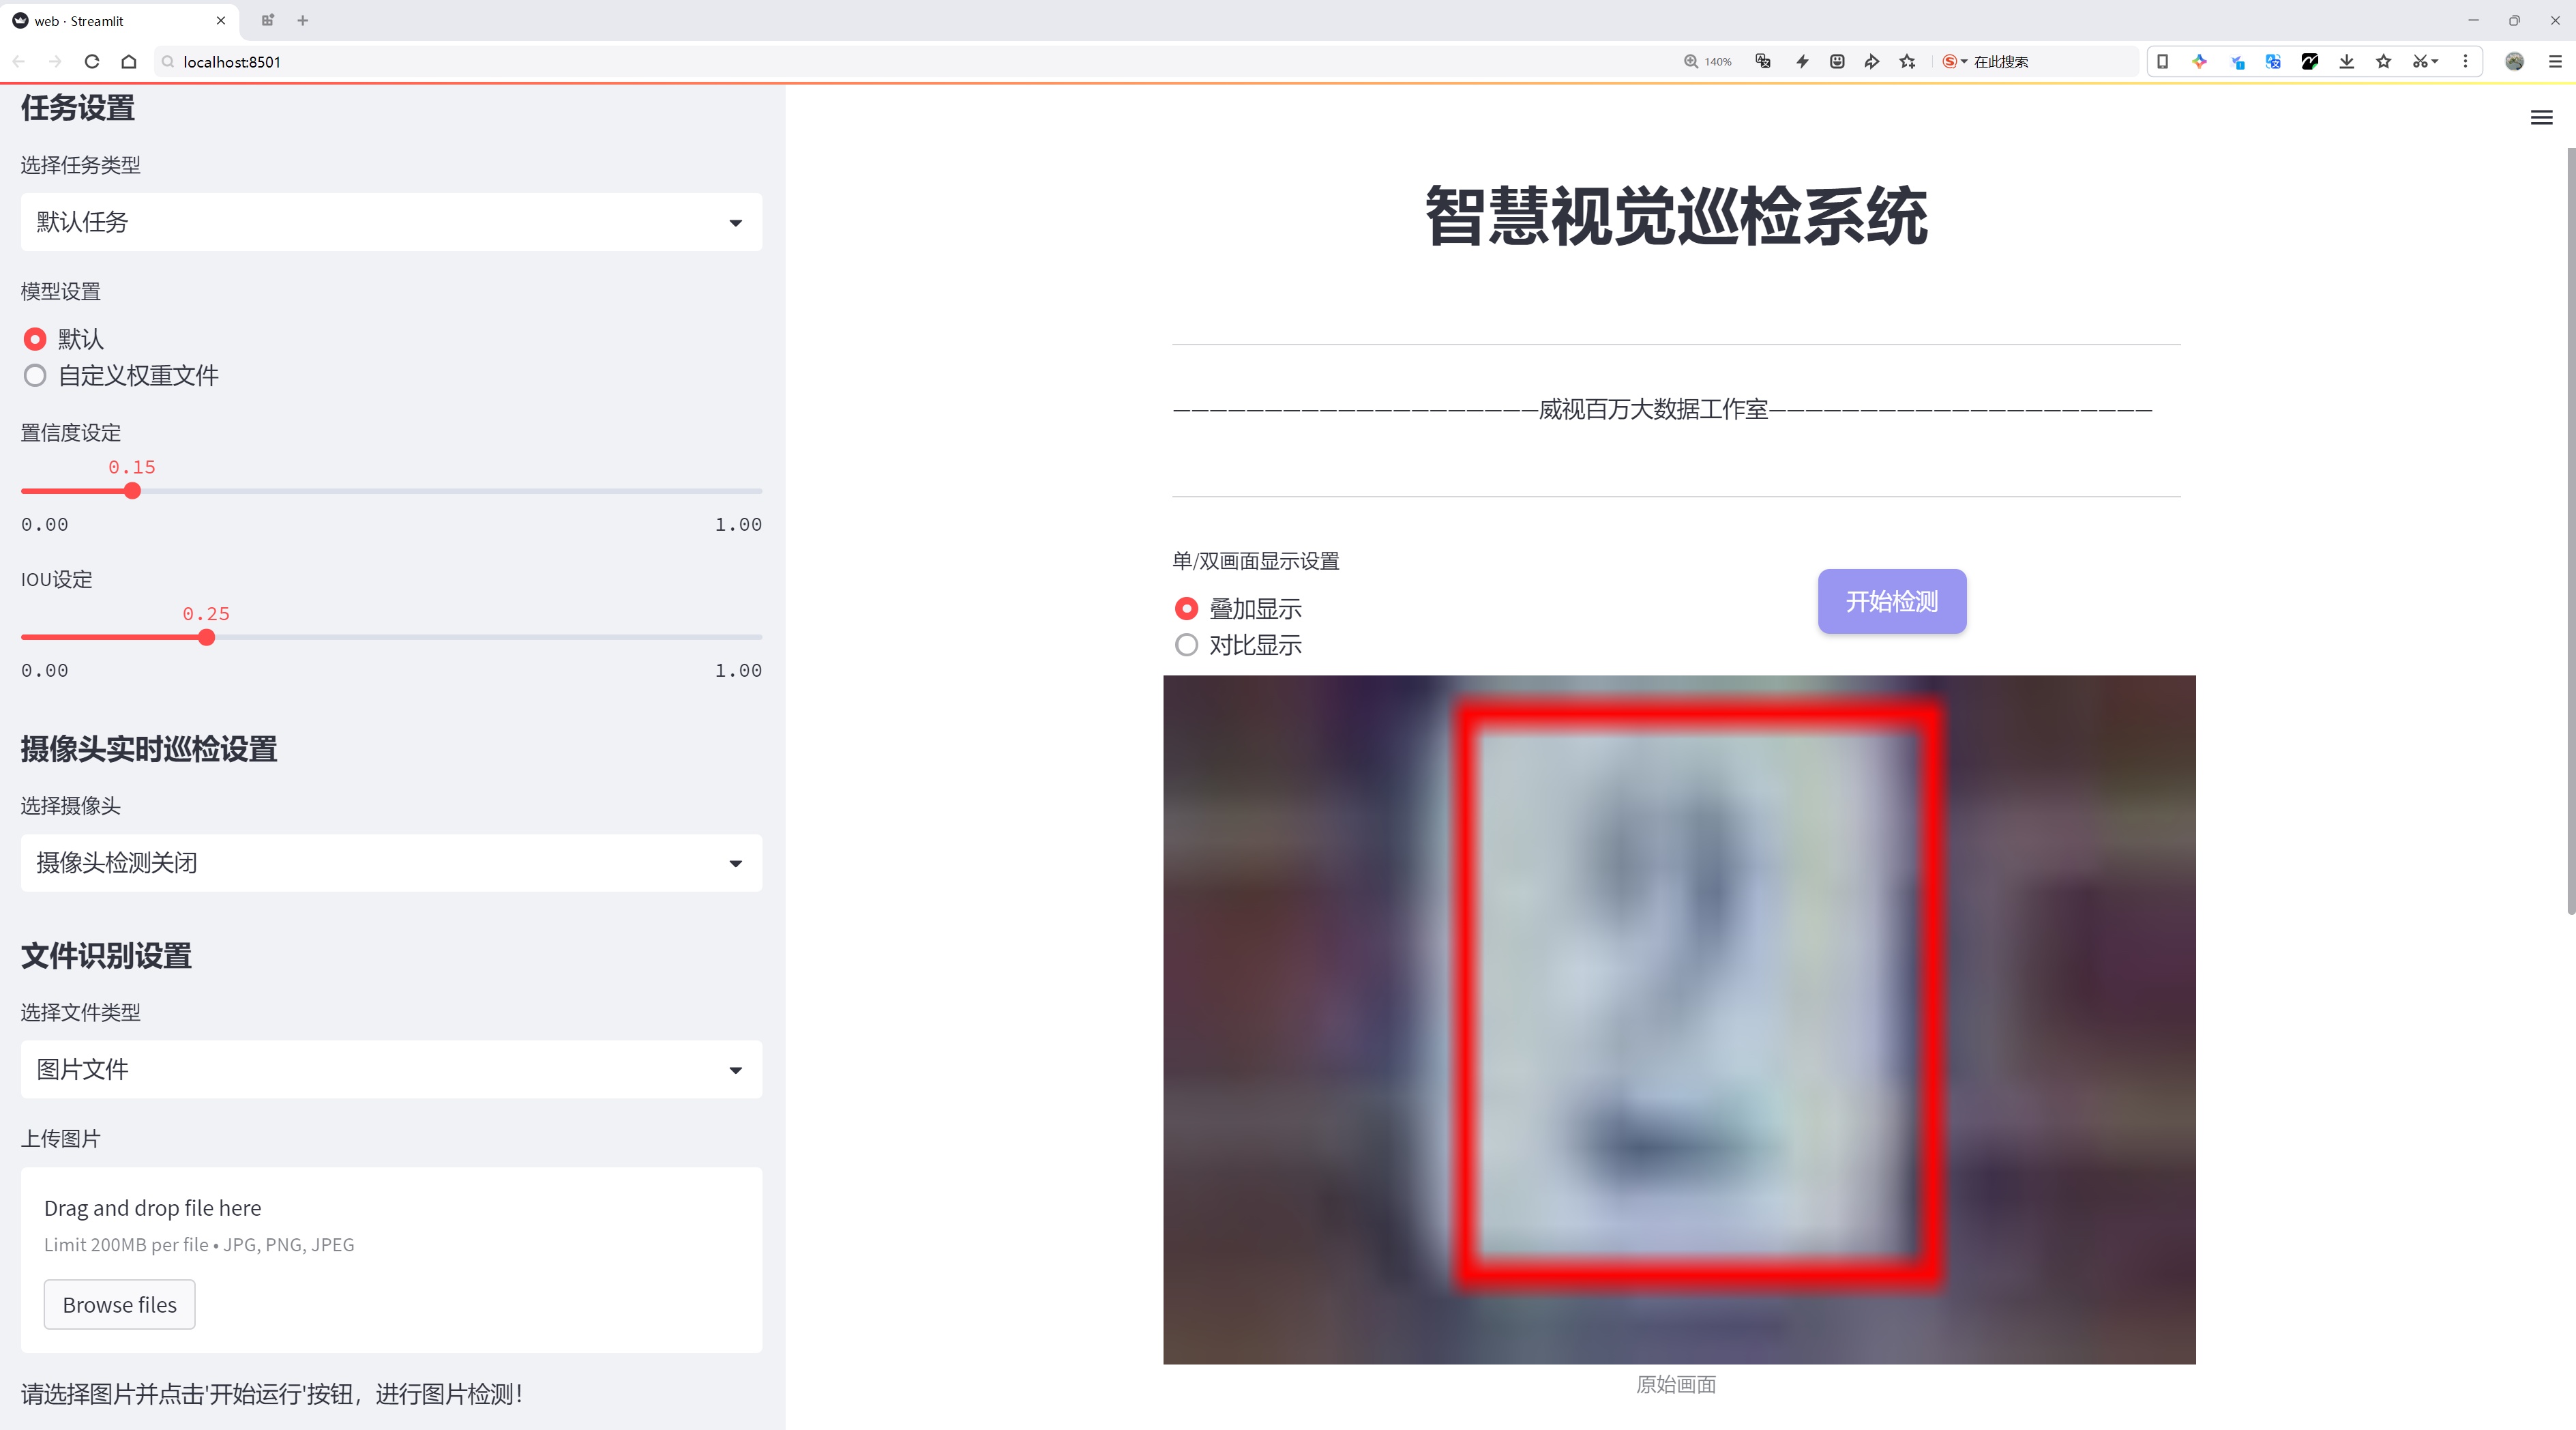 web · Streamlit
localhost:8501
140%
在此搜索
任务设置
选择任务类型
默认任务
模型设置
默认
自定义权重文件
置信度设定
0.15
0.00
1.00
IOU设定
0.25
0.00
1.00
摄像头实时巡检设置
选择摄像头
摄像头检测关闭
文件识别设置
选择文件类型
图片文件
上传图片
Drag and drop file here
Limit 200MB per file • JPG, PNG, JPEG
Browse files
请选择图片并点击'开始运行'按钮，进行图片检测！
智慧视觉巡检系统
————————————————————威视百万大数据工作室—————————————————————
单/双画面显示设置
叠加显示
对比显示
开始检测
2
原始画面